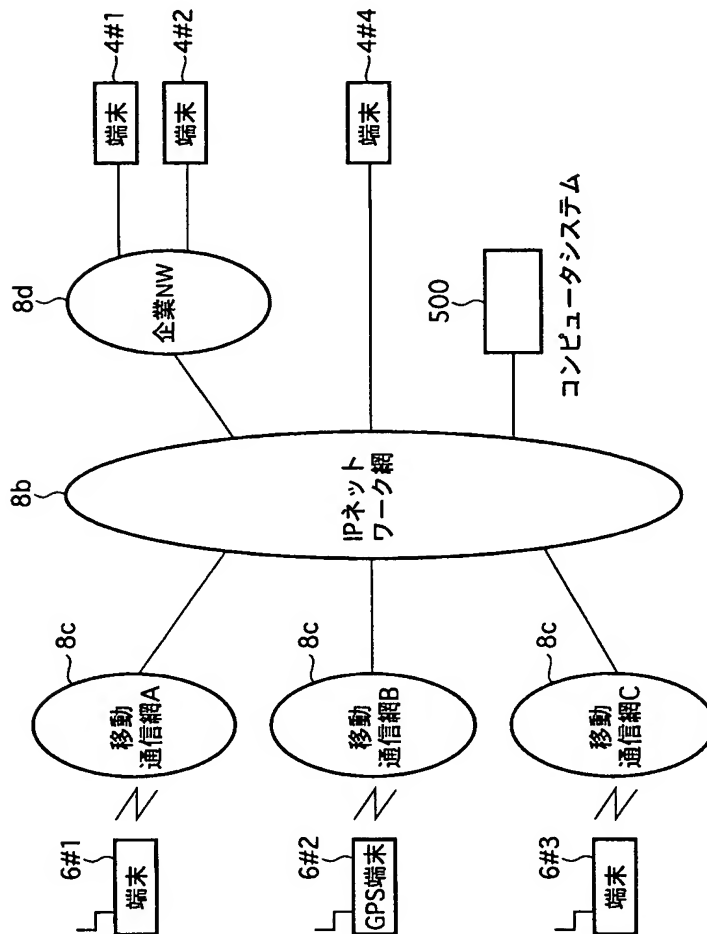 6#1
端末
移動
通信網A
8c
6#2
GPS端末
移動
通信網B
8c
6#3
端末
移動
通信網C
8c
8b
IPネット
ワーク網
8d
企業NW
端末
4#1
端末
4#2
端末
4#4
500
コンピュータシステム